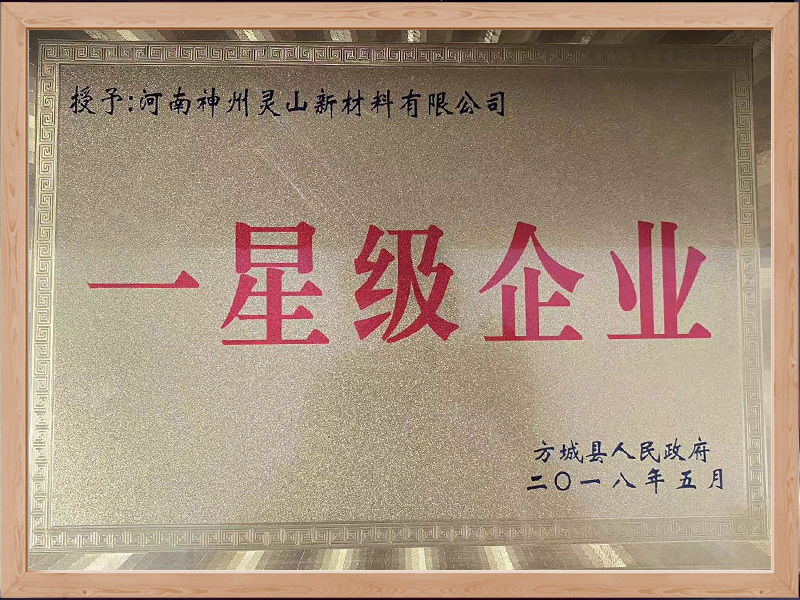 授予:河南神州灵山新材料有限公司
一星级企业
方城县人民政府
二〇一八年五月